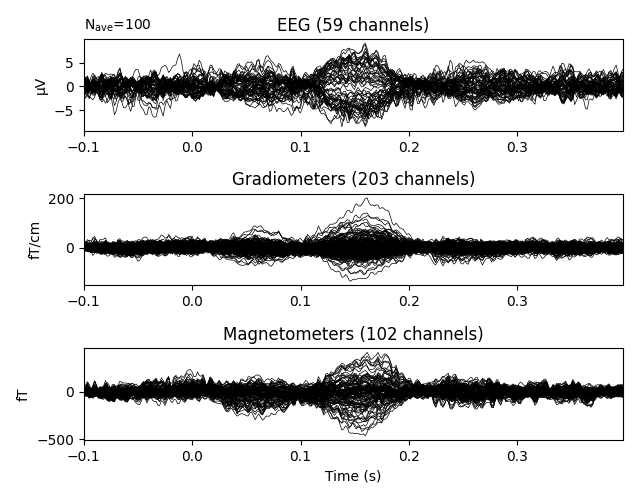 N_ave=100
EEG (59 channels)
µV
5
0
−5
−0.1 0.0 0.1 0.2 0.3
Gradiometers (203 channels)
fT/cm
200
0
−0.1 0.0 0.1 0.2 0.3
Magnetometers (102 channels)
fT
0
−500
−0.1 0.0 0.1 0.2 0.3
Time (s)